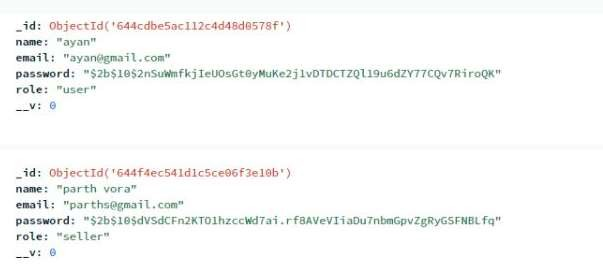 _id: ObjectId('644cdbe5ac112c4d48d0578f')
name: "ayan"
email: "ayan@gmail.com"
password: "$2b$10$2nSuWmfkjIeUOsGt0yMuKe2j1vDTDCTZQl19u6dZY77CQv7RiroQK"
role: "user"
__v: 0
_id: ObjectId('644f4ec541d1c5ce06f3e10b')
name: "parth vora"
email: "parths@gmail.com"
password: "$2b$10$dVSdCFn2KTO1hzccWd7ai.rf8AVeVIiaDu7nbmGpvZgRyGSFNBLfq"
role: "seller"
__v: 0